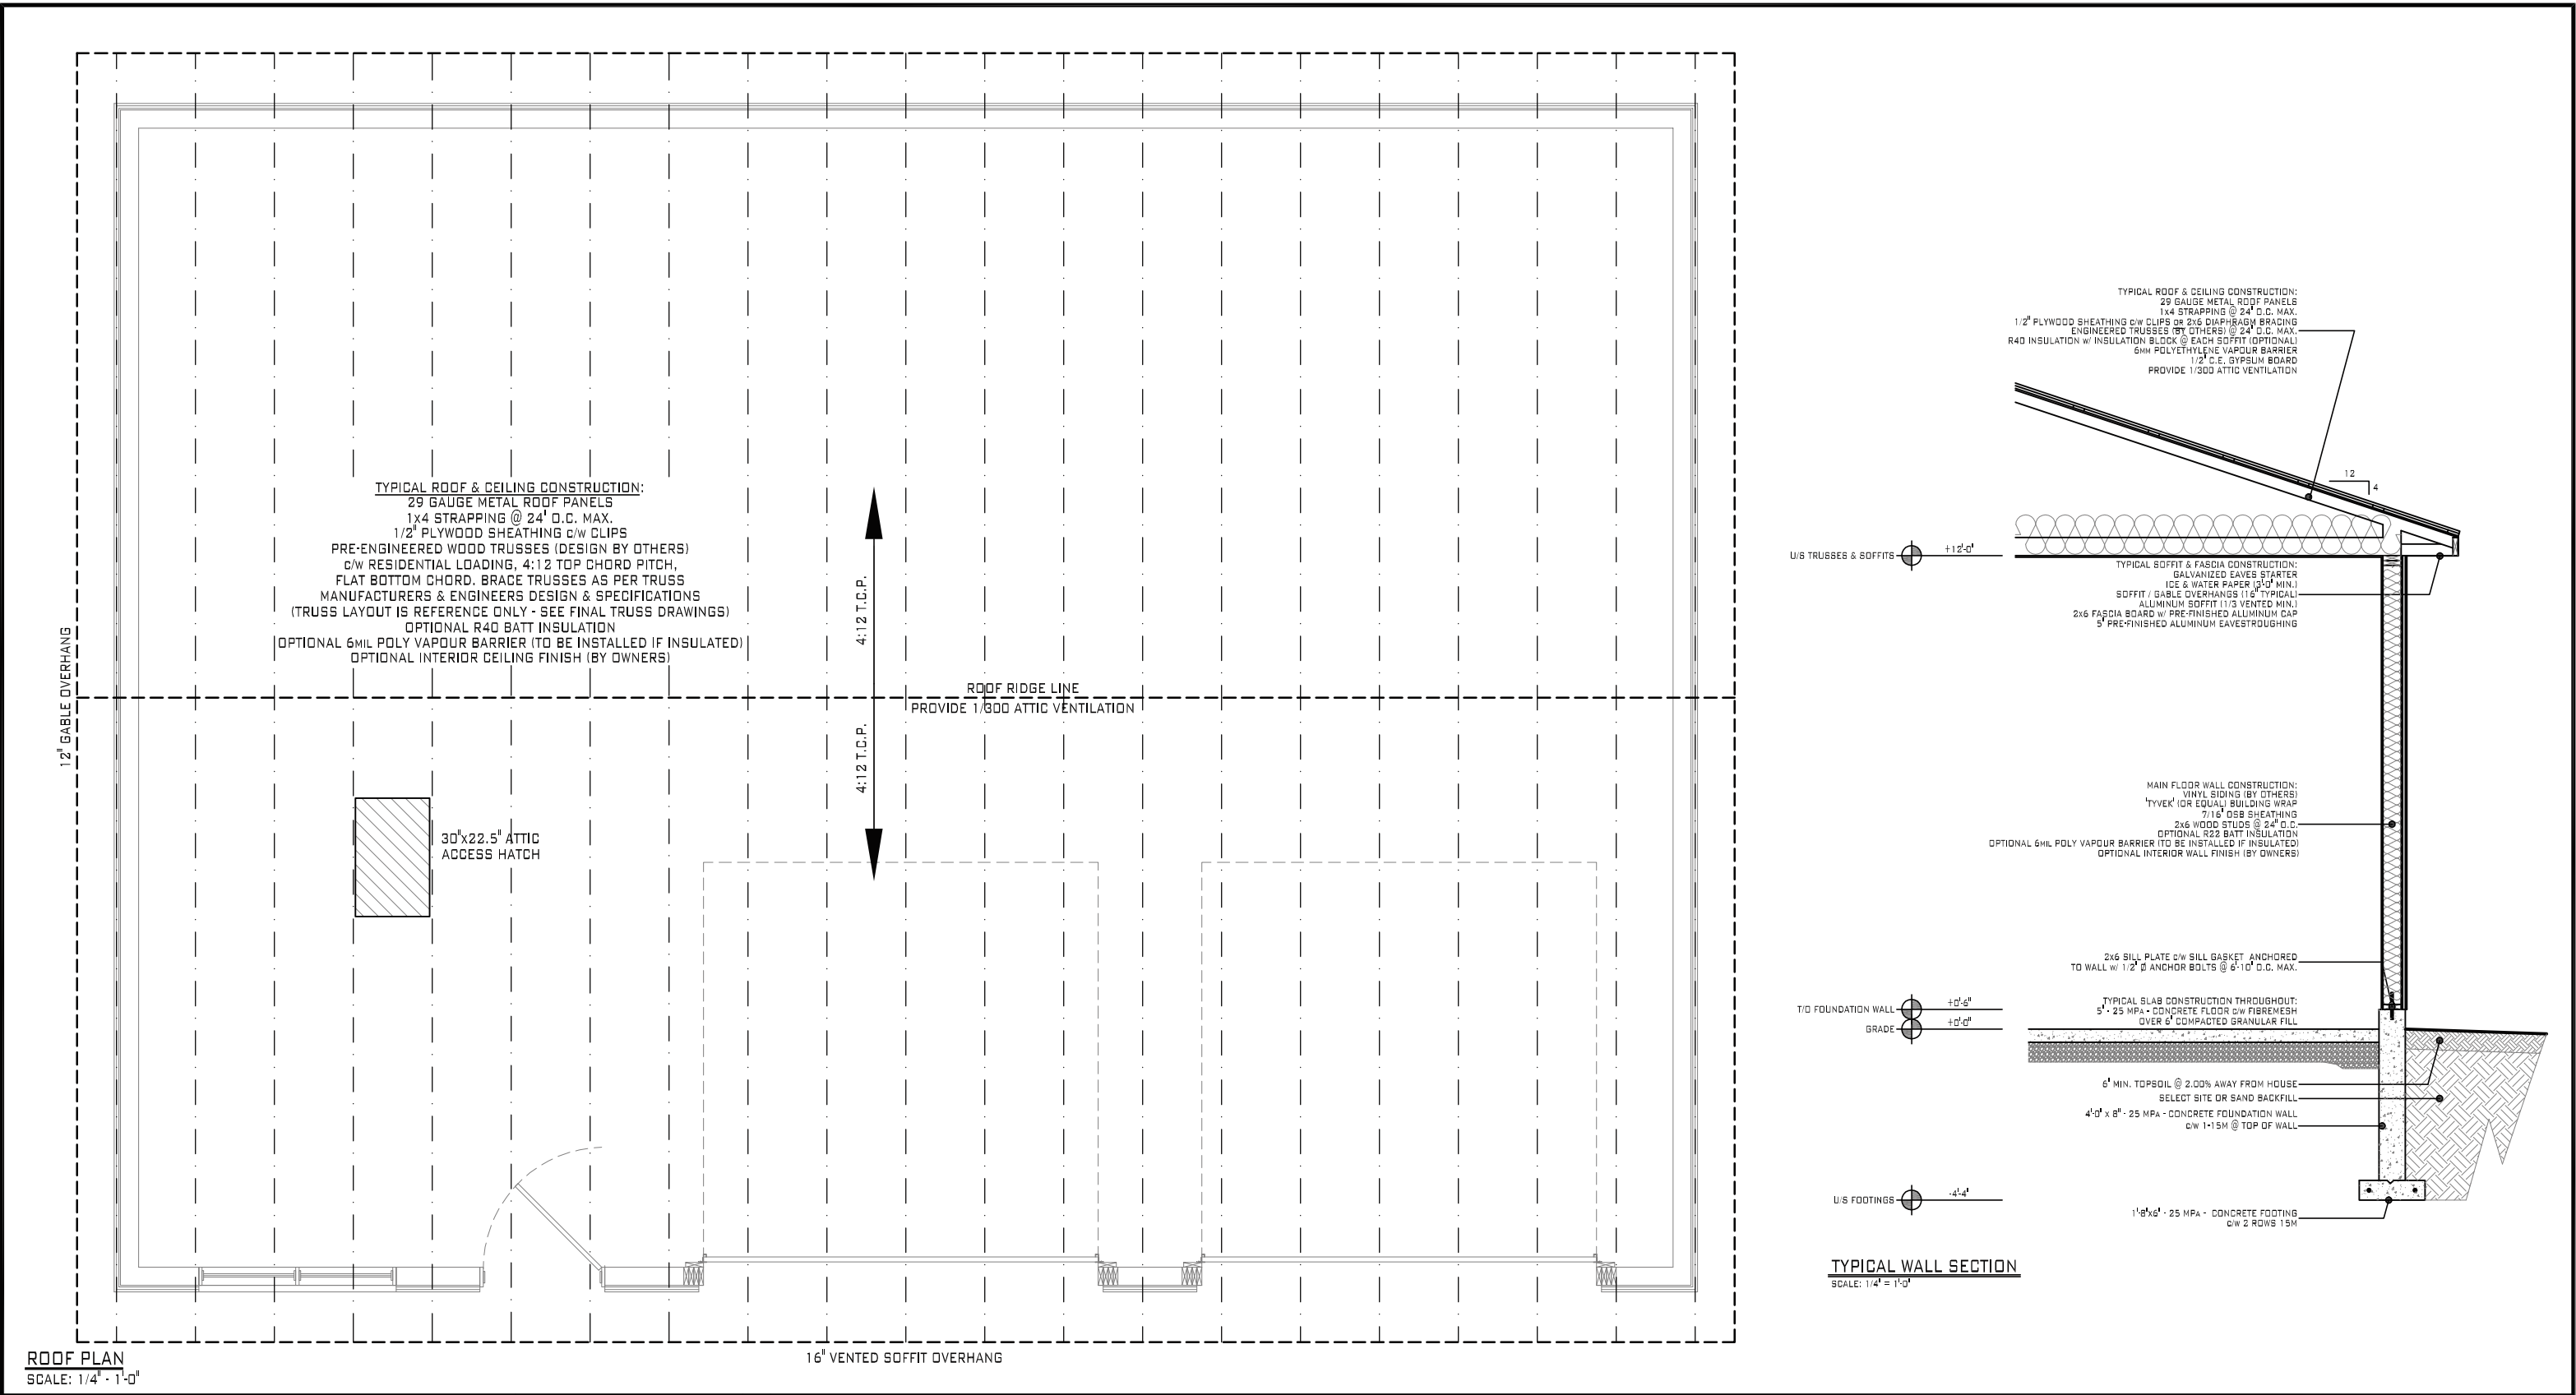 TYPICAL ROOF & CEILING CONSTRUCTION:
29 GAUGE METAL ROOF PANELS
1x4 STRAPPING @ 24" O.C. MAX.
1/2" PLYWOOD SHEATHING c/w CLIPS
PRE-ENGINEERED WOOD TRUSSES (DESIGN BY OTHERS)
c/w RESIDENTIAL LOADING, 4:12 TOP CHORD PITCH,
FLAT BOTTOM CHORD. BRACE TRUSSES AS PER TRUSS
MANUFACTURERS & ENGINEERS DESIGN & SPECIFICATIONS
(TRUSS LAYOUT IS REFERENCE ONLY - SEE FINAL TRUSS DRAWINGS)
OPTIONAL R40 BATT INSULATION
OPTIONAL 6MIL POLY VAPOUR BARRIER (TO BE INSTALLED IF INSULATED)
OPTIONAL INTERIOR CEILING FINISH (BY OWNERS)
12" GABLE OVERHANG
4:12 T.C.P.
ROOF RIDGE LINE
PROVIDE 1/300 ATTIC VENTILATION
4:12 T.C.P.
30"x22.5" ATTIC
ACCESS HATCH
16" VENTED SOFFIT OVERHANG
ROOF PLAN
SCALE: 1/4" - 1'-0"
TYPICAL ROOF & CEILING CONSTRUCTION:
29 GAUGE METAL ROOF PANELS
1x4 STRAPPING @ 24" O.C. MAX.
1/2" PLYWOOD SHEATHING c/w CLIPS OR 2x6 DIAPHRAGM BRACING
ENGINEERED TRUSSES (BY OTHERS) @ 24" O.C. MAX.
R40 INSULATION w/ INSULATION BLOCK @ EACH SOFFIT (OPTIONAL)
6MM POLYETHYLENE VAPOUR BARRIER
1/2" C.E. GYPSUM BOARD
PROVIDE 1/300 ATTIC VENTILATION
12
4
U/S TRUSSES & SOFFITS
+12'-0"
TYPICAL SOFFIT & FASCIA CONSTRUCTION:
GALVANIZED EAVES STARTER
ICE & WATER PAPER (3'-0" MIN.)
SOFFIT / GABLE OVERHANGS (16" TYPICAL)
ALUMINUM SOFFIT (1/3 VENTED MIN.)
2x6 FASCIA BOARD w/ PRE-FINISHED ALUMINUM CAP
5" PRE-FINISHED ALUMINUM EAVESTROUGHING
MAIN FLOOR WALL CONSTRUCTION:
VINYL SIDING (BY OTHERS)
'TYVEK' (OR EQUAL) BUILDING WRAP
7/16" OSB SHEATHING
2x6 WOOD STUDS @ 24" O.C.
OPTIONAL R22 BATT INSULATION
OPTIONAL 6MIL POLY VAPOUR BARRIER (TO BE INSTALLED IF INSULATED)
OPTIONAL INTERIOR WALL FINISH (BY OWNERS)
2x6 SILL PLATE c/w SILL GASKET ANCHORED
TO WALL w/ 1/2" Ø ANCHOR BOLTS @ 6'-10" O.C. MAX.
T/O FOUNDATION WALL
+0'-6"
GRADE
+0'-0"
TYPICAL SLAB CONSTRUCTION THROUGHOUT:
5" - 25 MPA - CONCRETE FLOOR c/w FIBREMESH
OVER 6" COMPACTED GRANULAR FILL
6" MIN. TOPSOIL @ 2.00% AWAY FROM HOUSE
SELECT SITE OR SAND BACKFILL
4'-0" x 8" - 25 MPA - CONCRETE FOUNDATION WALL
c/w 1-15M @ TOP OF WALL
U/S FOOTINGS
-4'-4"
1'-8"x6" - 25 MPA - CONCRETE FOOTING
c/w 2 ROWS 15M
TYPICAL WALL SECTION
SCALE: 1/4" = 1'-0"